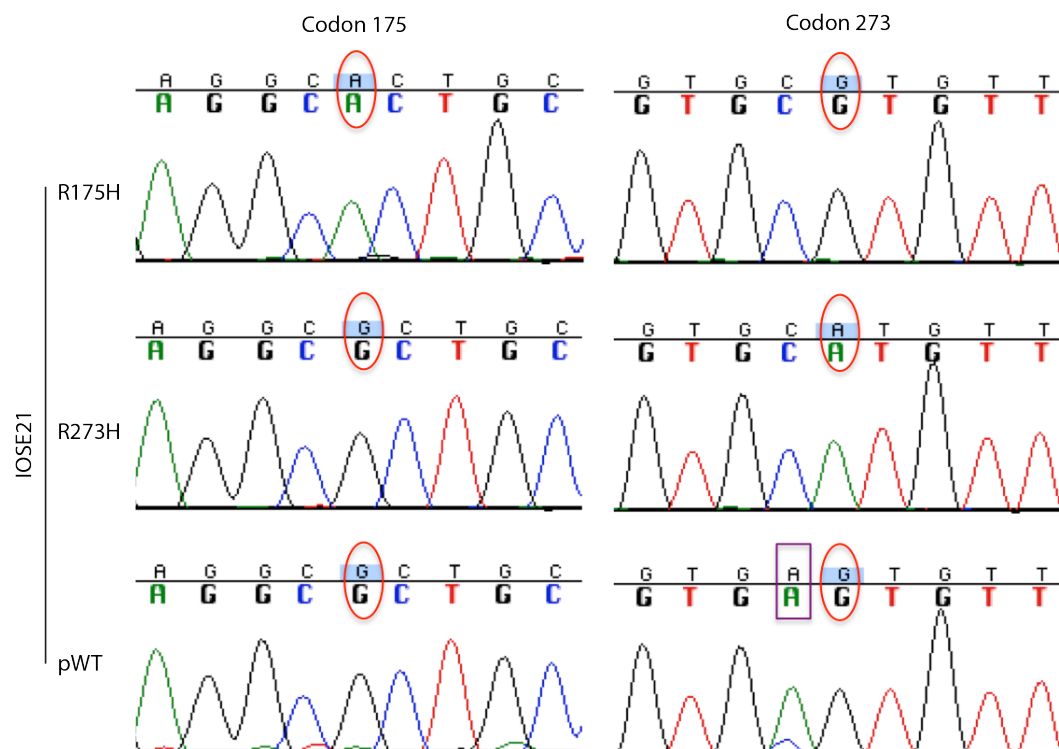 Codon 175
Codon 273
A G G C A C T G C
A G G C A C T G C
G T G C G T G T T
G T G C G T G T T
R175H
A G G C G C T G C
A G G C G C T G C
G T G C A T G T T
G T G C A T G T T
IOSE21
R273H
A G G C G C T G C
A G G C G C T G C
G T G A G T G T T
G T G A G T G T T
pWT